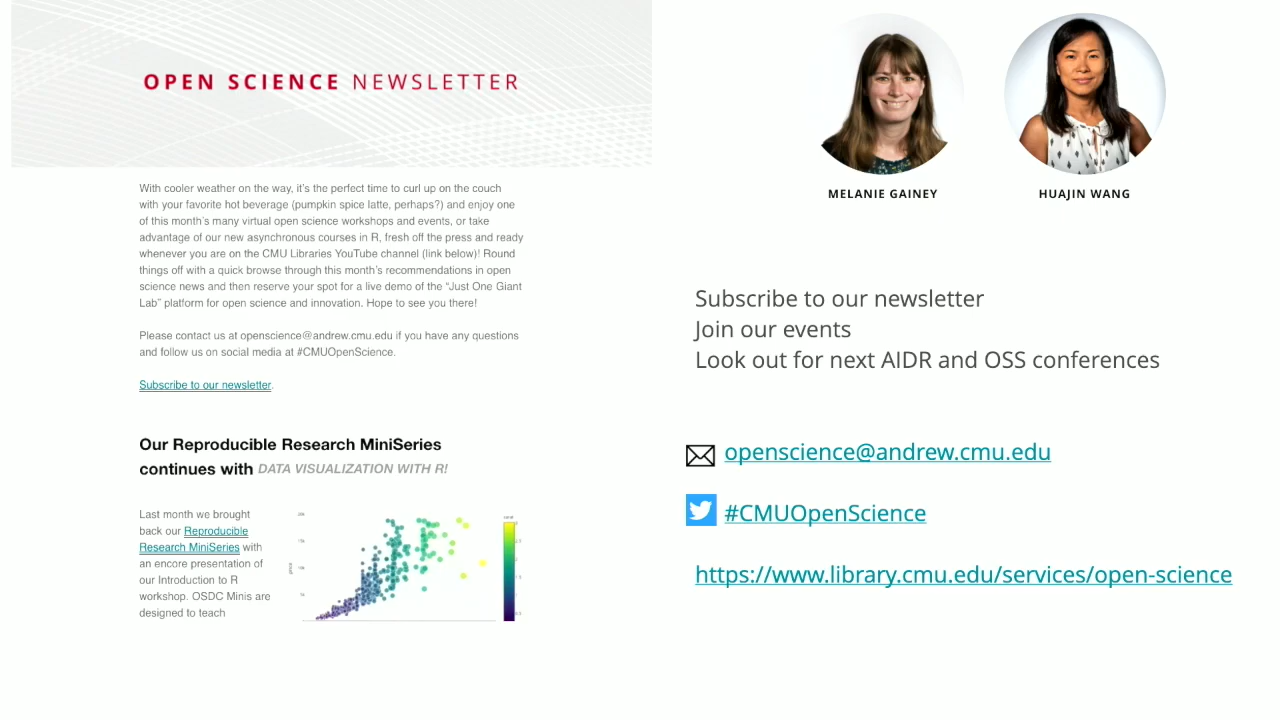 OPEN SCIENCE NEWSLETTER
With cooler weather on the way, it's the perfect time to curl up on the couch
with your favorite hot beverage (pumpkin spice latte, perhaps?) and enjoy one
of this month's many virtual open science workshops and events, or take
advantage of our new asynchronous courses in R, fresh off the press and ready
whenever you are on the CMU Libraries YouTube channel (link below)! Round
things off with a quick browse through this month's recommendations in open
science news and then reserve your spot for a live demo of the “Just One Giant
Lab” platform for open science and innovation. Hope to see you there!
Please contact us at openscience@andrew.cmu.edu if you have any questions
and follow us on social media at #CMUOpenScience.
Subscribe to our newsletter.
Our Reproducible Research MiniSeries
continues with DATA VISUALIZATION WITH R!
Last month we brought
back our Reproducible
Research MiniSeries with
an encore presentation of
our Introduction to R
workshop. OSDC Minis are
designed to teach
MELANIE GAINEY
HUAJIN WANG
Subscribe to our newsletter
Join our events
Look out for next AIDR and OSS conferences
openscience@andrew.cmu.edu
#CMUOpenScience
https://www.library.cmu.edu/services/open-science